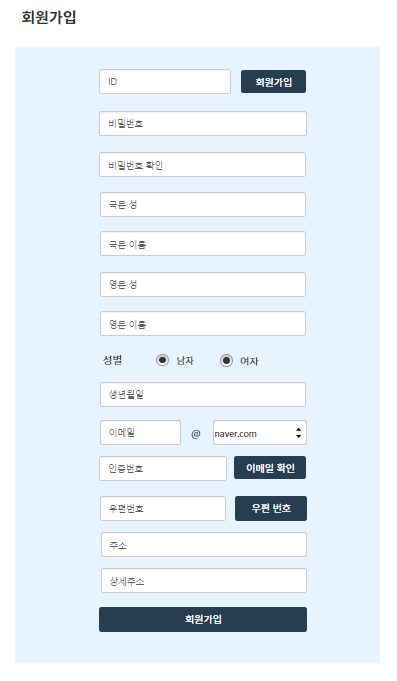 회원가입
ID 회원가입
비밀번호
비밀번호 확인
국문 성
국문 이름
영문 성
영문 이름
성별 남자 여자
생년월일
이메일 @ naver.com
인증번호 이메일 확인
우편번호 우편 번호
주소
상세주소
회원가입